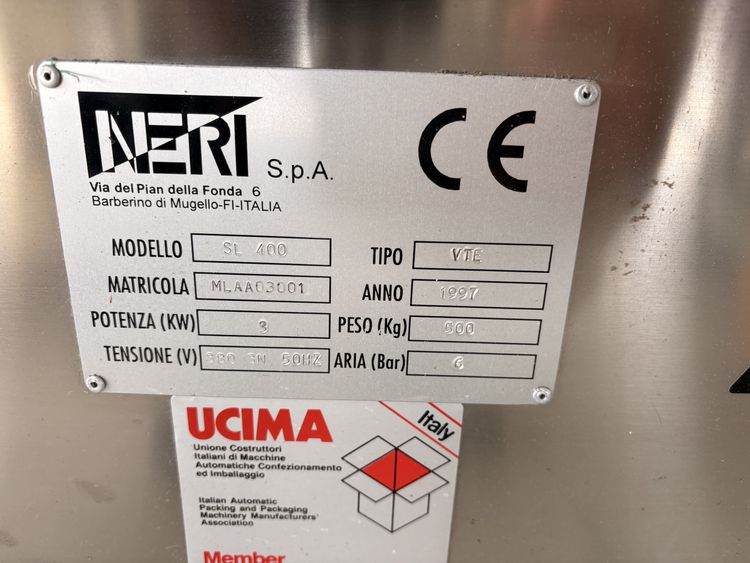 NERI S.p.A.
Via del Pian della Fonda 6
Barberino di Mugello-FI-ITALIA
CE
MODELLO SL 400
TIPO VTE
MATRICOLA MLAA03001
ANNO 1997
POTENZA (KW) 3
PESO (Kg) 500
TENSIONE (V) 380 3N 50HZ
ARIA (Bar) 6
UCIMA
Italy
Unione Costruttori
Italiani di Macchine
Automatiche Confezionamento
ed Imballaggio
Italian Automatic
Packing and Packaging
Machinery Manufacturers'
Association
Member